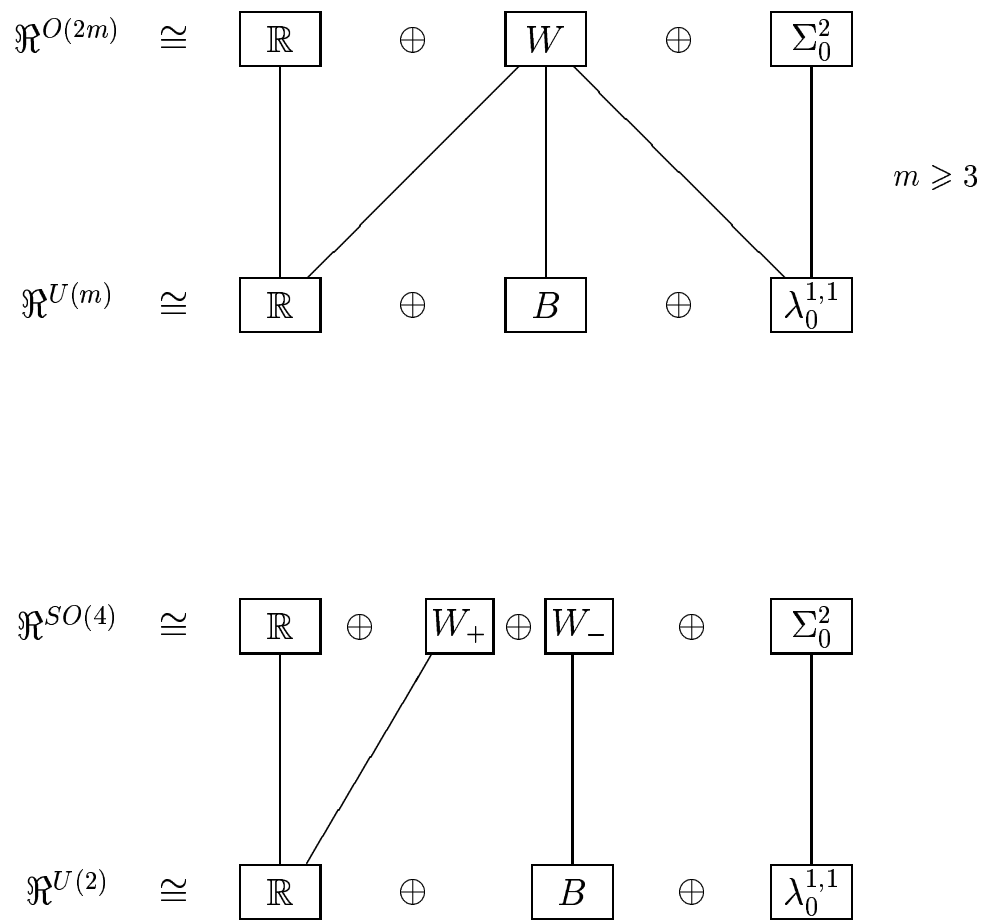 ℜ^{O(2m)} ≅ ℝ ⊕ W ⊕ Σ_0^2
m ⩾ 3
ℜ^{U(m)} ≅ ℝ ⊕ B ⊕ λ_0^{1,1}
ℜ^{SO(4)} ≅ ℝ ⊕ W_+ ⊕ W_− ⊕ Σ_0^2
ℜ^{U(2)} ≅ ℝ ⊕ B ⊕ λ_0^{1,1}